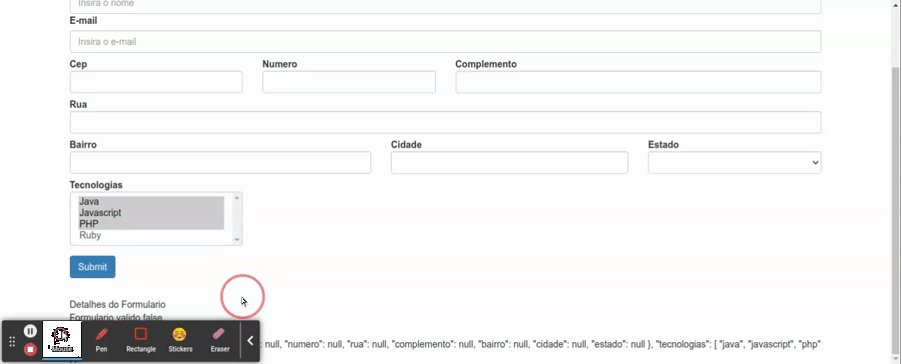 Insira o nome
E-mail
Insira o e-mail
Cep Numero Complemento
Rua
Bairro Cidade Estado
Tecnologias
Java
Javascript
PHP
Ruby
Submit
Detalhes do Formulario
Formulario valido false
: null, "numero": null, "rua": null, "complemento": null, "bairro": null, "cidade": null, "estado": null }, "tecnologias": [ "java", "javascript", "php"
Pen Rectangle Stickers Eraser